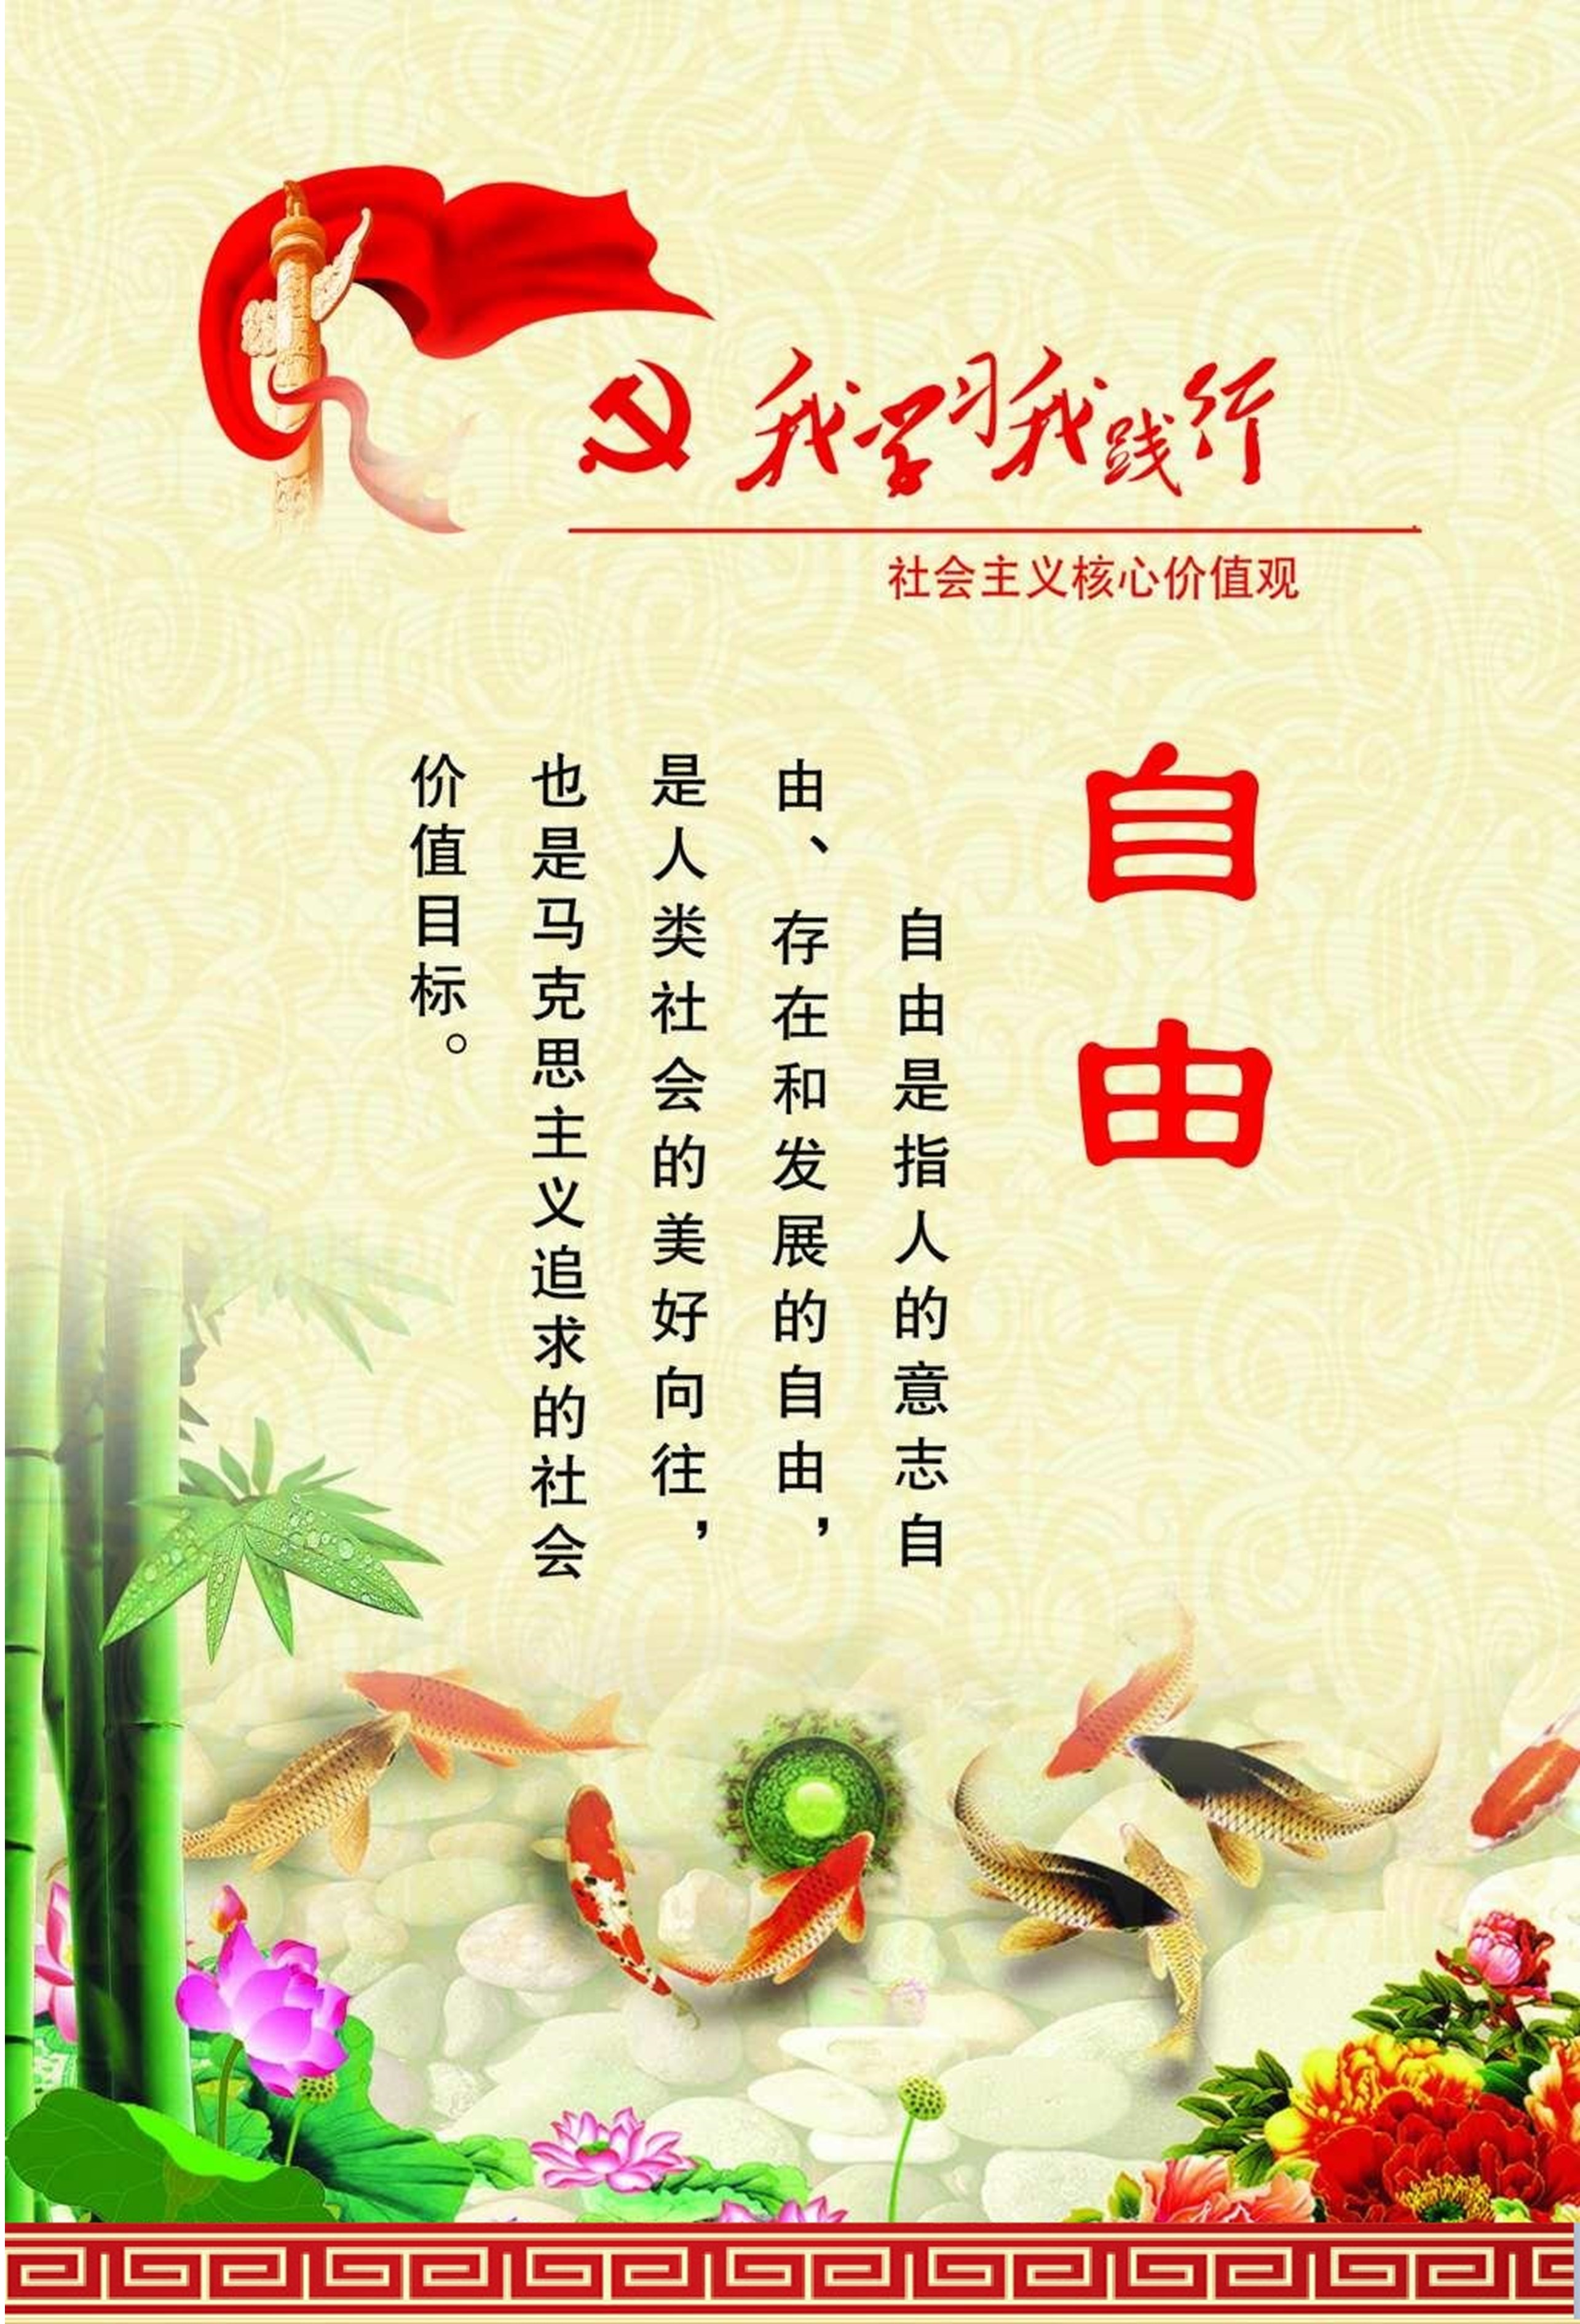 我学习我践行
社会主义核心价值观
自由
自由是指人的意志自
由、存在和发展的自由，
是人类社会的美好向往，
也是马克思主义追求的社会
价值目标。